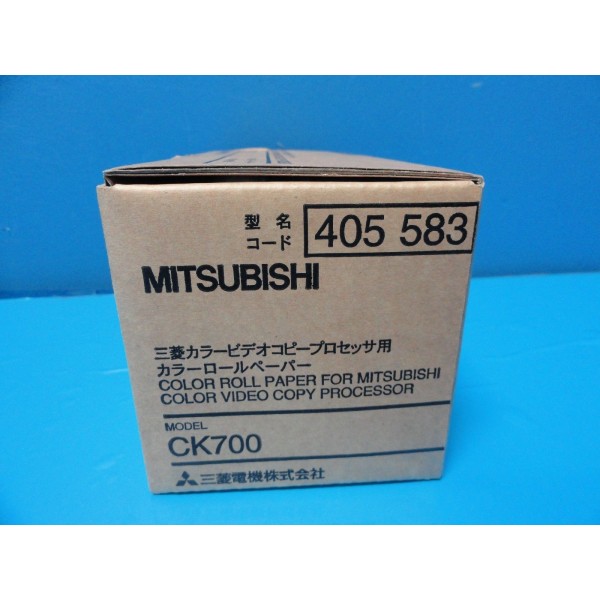 型名
コード
405 583
MITSUBISHI
三菱カラービデオコピープロセッサ用
カラーロールペーパー
COLOR ROLL PAPER FOR MITSUBISHI
COLOR VIDEO COPY PROCESSOR
MODEL
CK700
三菱電機株式会社